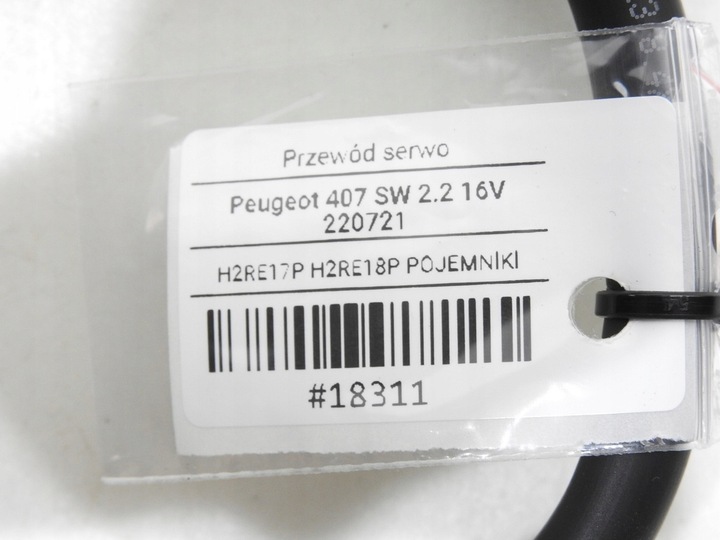 Przewód serwo
Peugeot 407 SW 2.2 16V
220721
H2RE17P H2RE18P POJEMNIKI
#18311